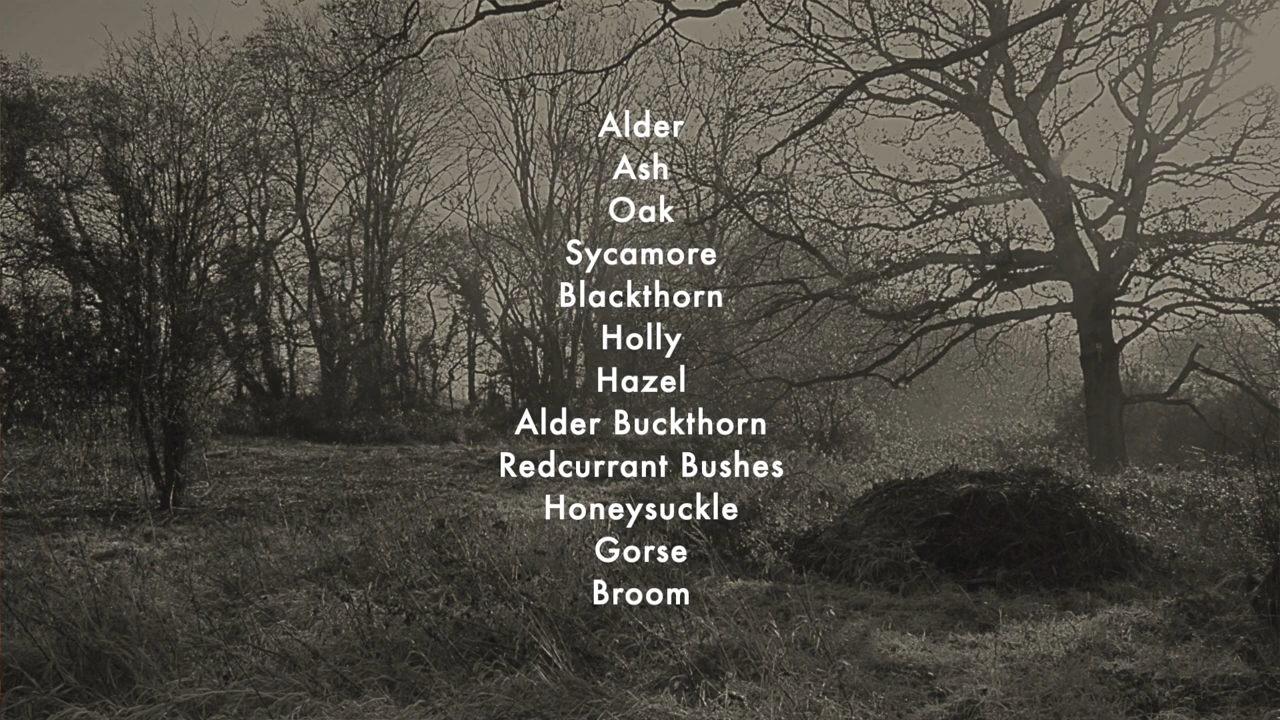 Alder
Ash
Oak
Sycamore
Blackthorn
Holly
Hazel
Alder Buckthorn
Redcurrant Bushes
Honeysuckle
Gorse
Broom